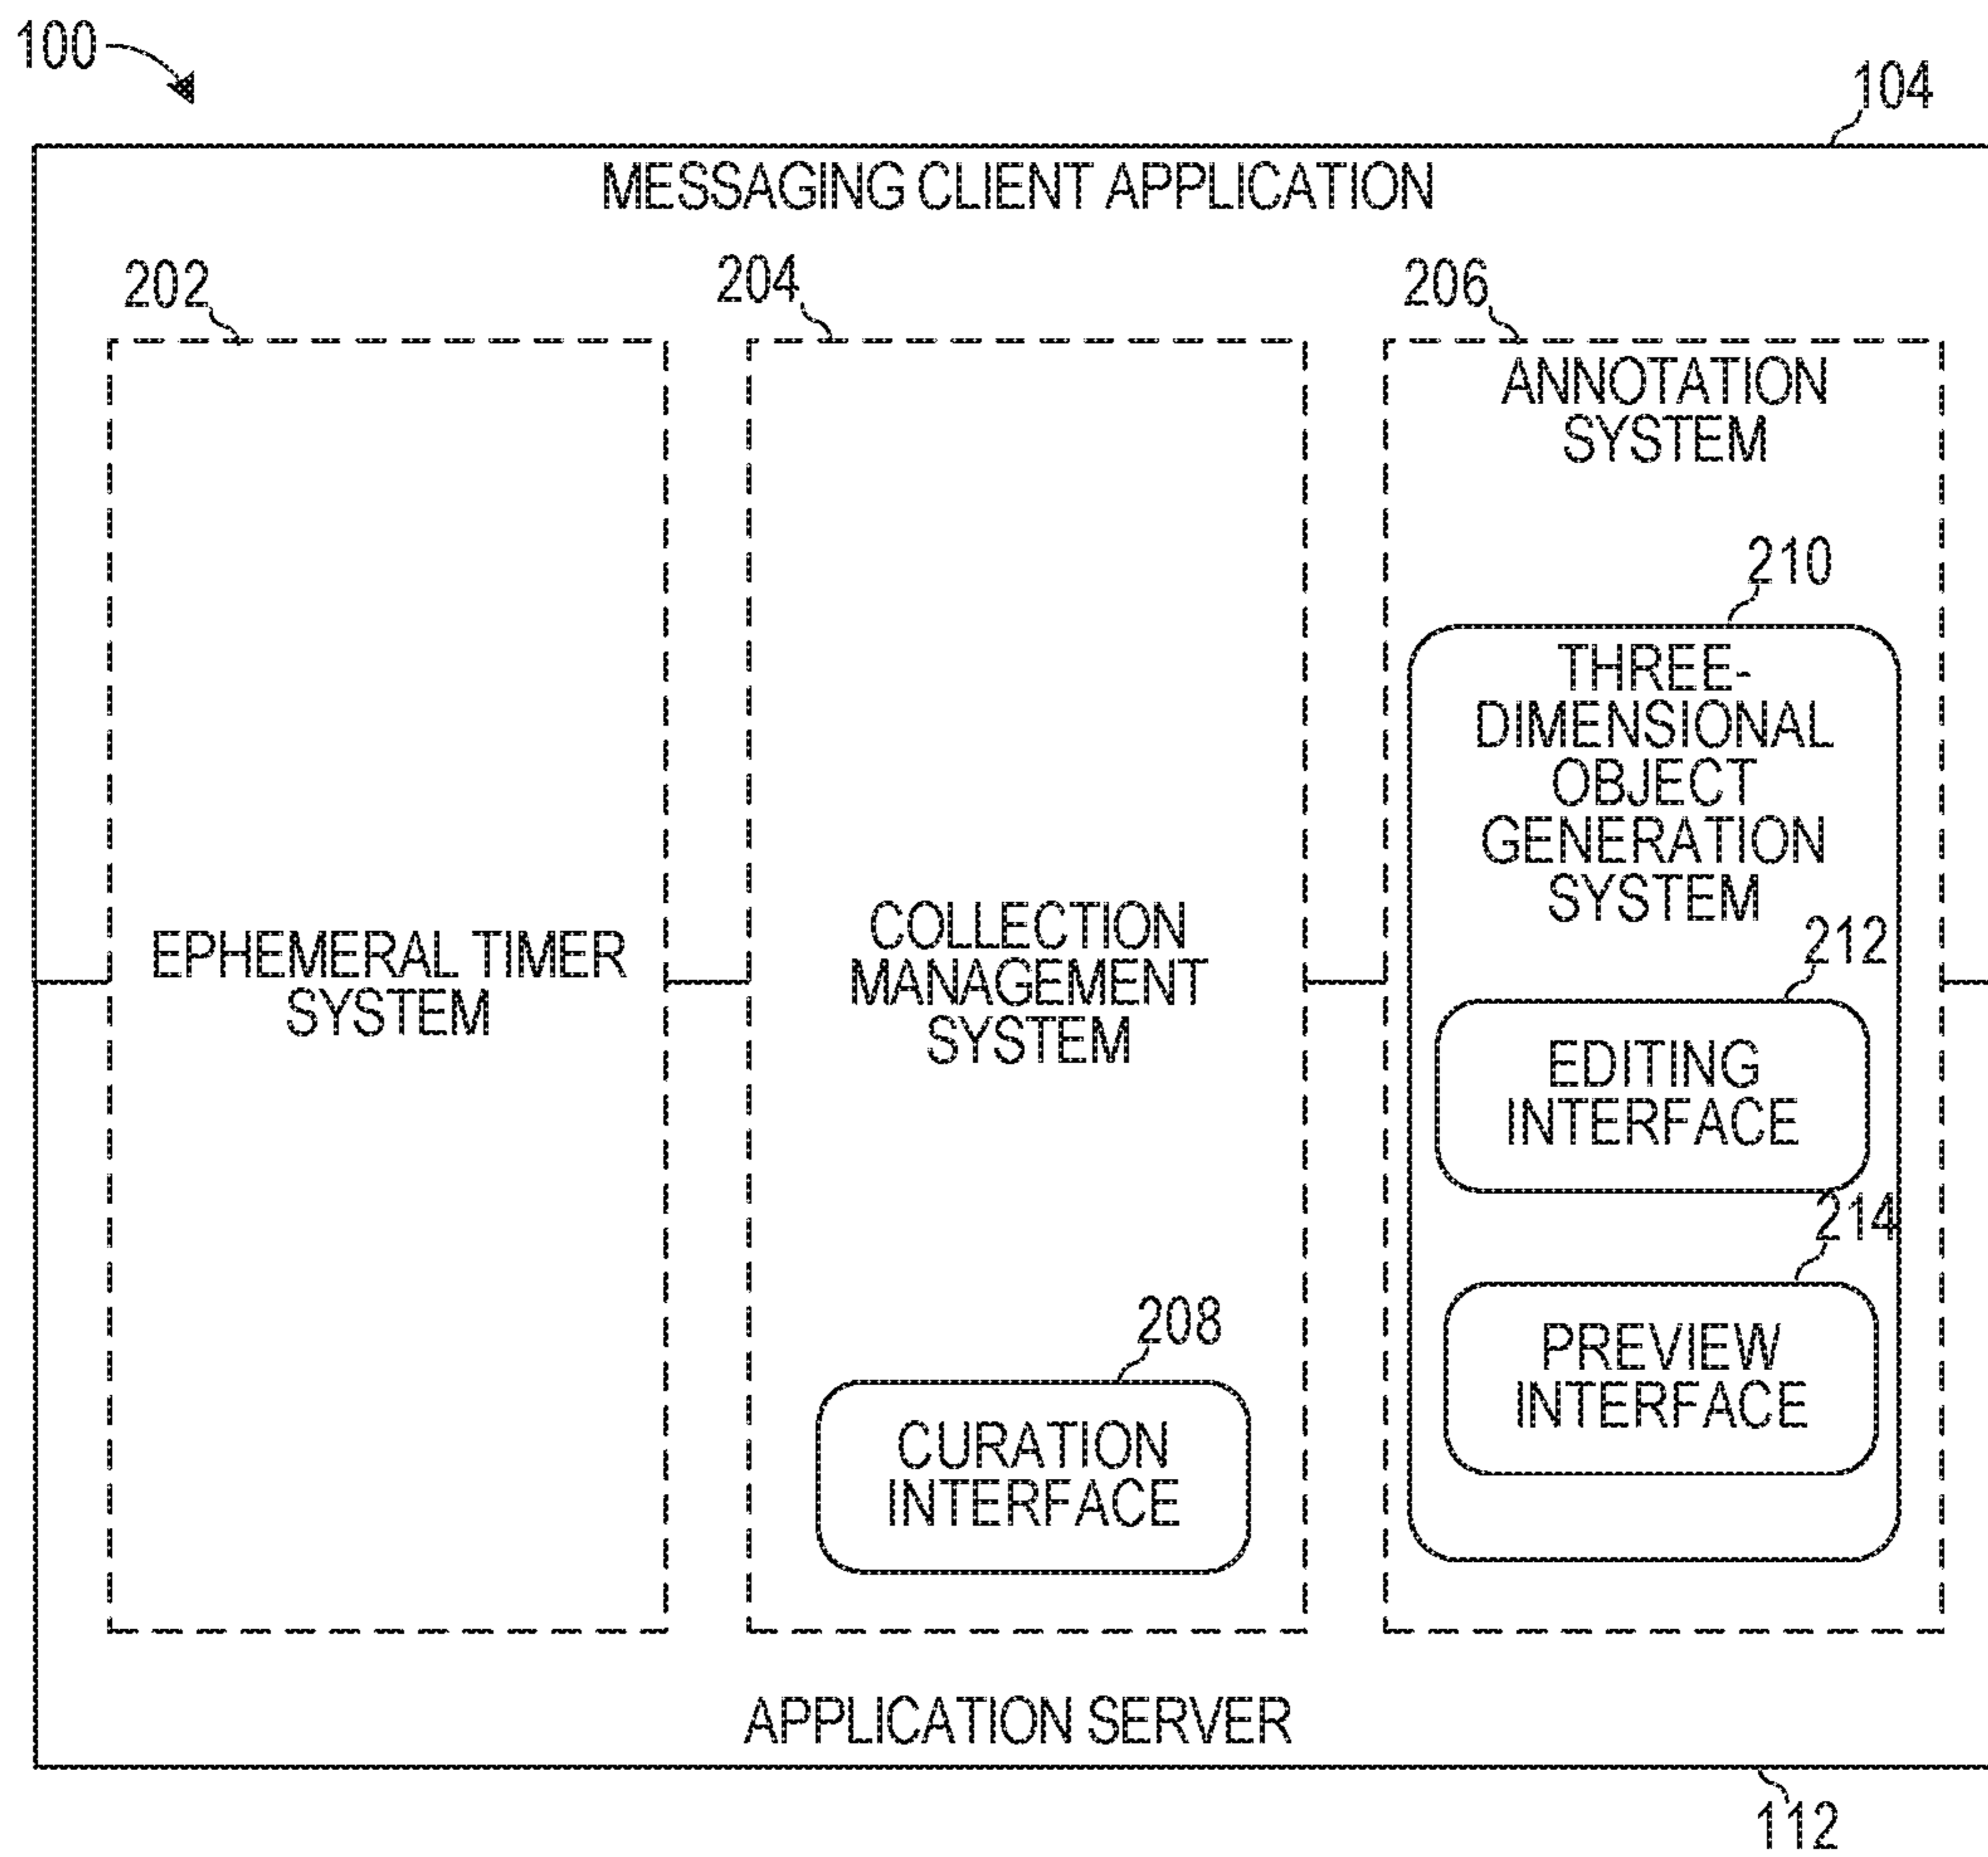 100
104
MESSAGING CLIENT APPLICATION
202
204
206
ANNOTATION
SYSTEM
210
THREE-
DIMENSIONAL
OBJECT
GENERATION
SYSTEM
EPHEMERAL TIMER
SYSTEM
COLLECTION
MANAGEMENT
SYSTEM
212
EDITING
INTERFACE
214
PREVIEW
INTERFACE
208
CURATION
INTERFACE
APPLICATION SERVER
112